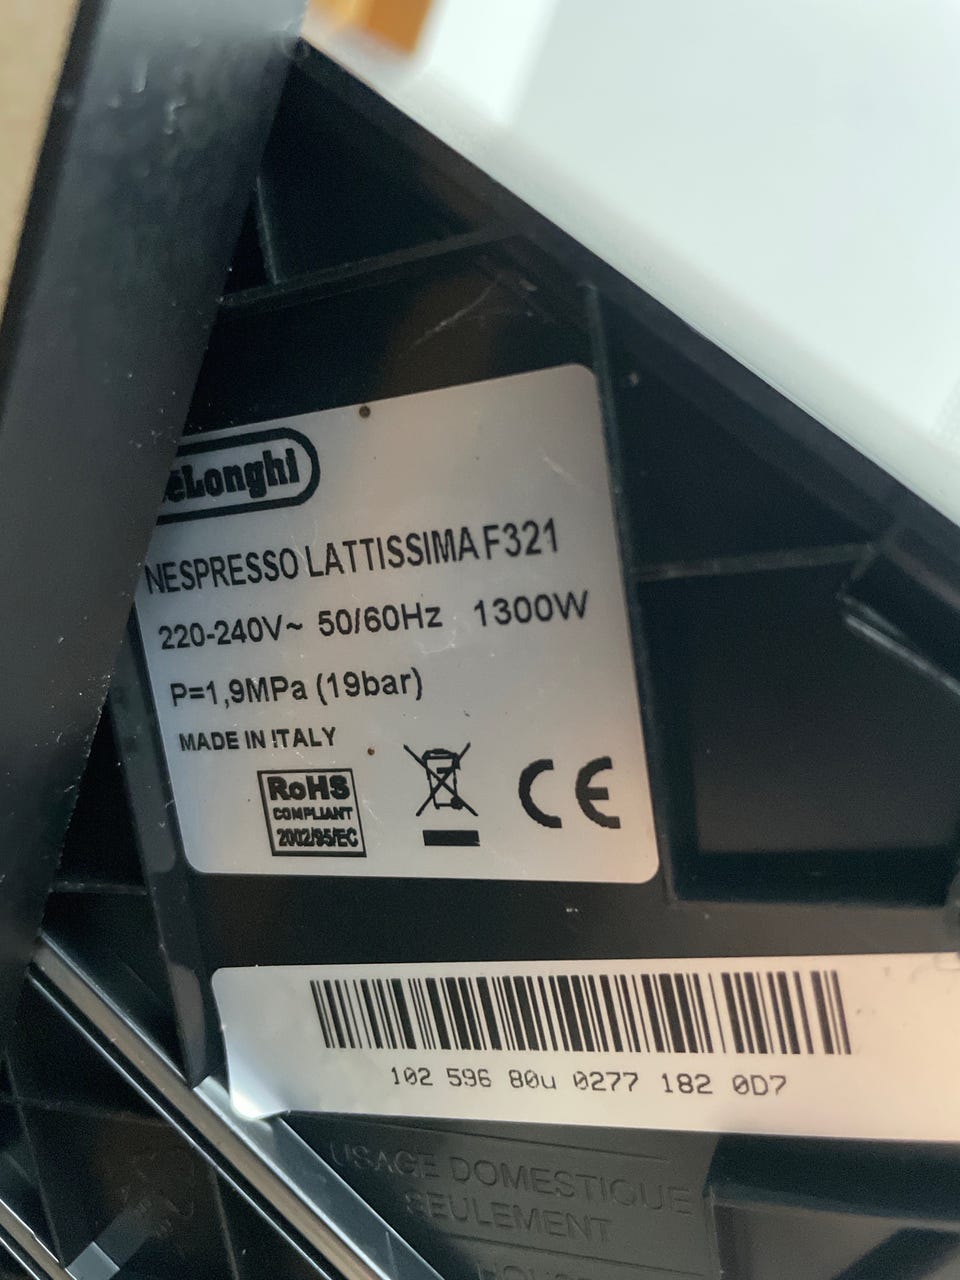 eLonghi
NESPRESSO LATTISSIMA F321
220-240V~ 50/60Hz 1300W
P=1,9MPa (19bar)
MADE IN ITALY
RoHS
COMPLIANT
2002/95/EC
CE
102 596 80u 0277 182 0D7
USAGE DOMESTIQUE
SEULEMENT